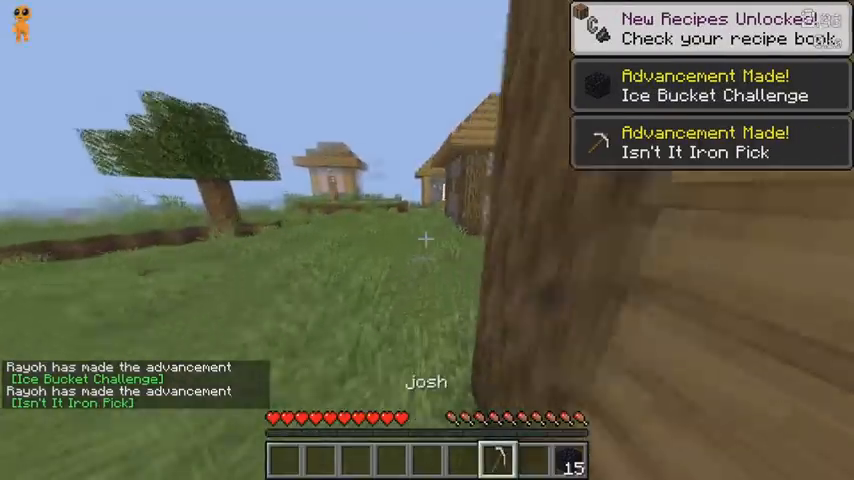 New Recipes Unlocked!
Check your recipe book
Advancement Made!
Ice Bucket Challenge
Advancement Made!
Isn't It Iron Pick
Rayoh has made the advancement
[Ice Bucket Challenge]
Rayoh has made the advancement
[Isn't It Iron Pick]
josh
15